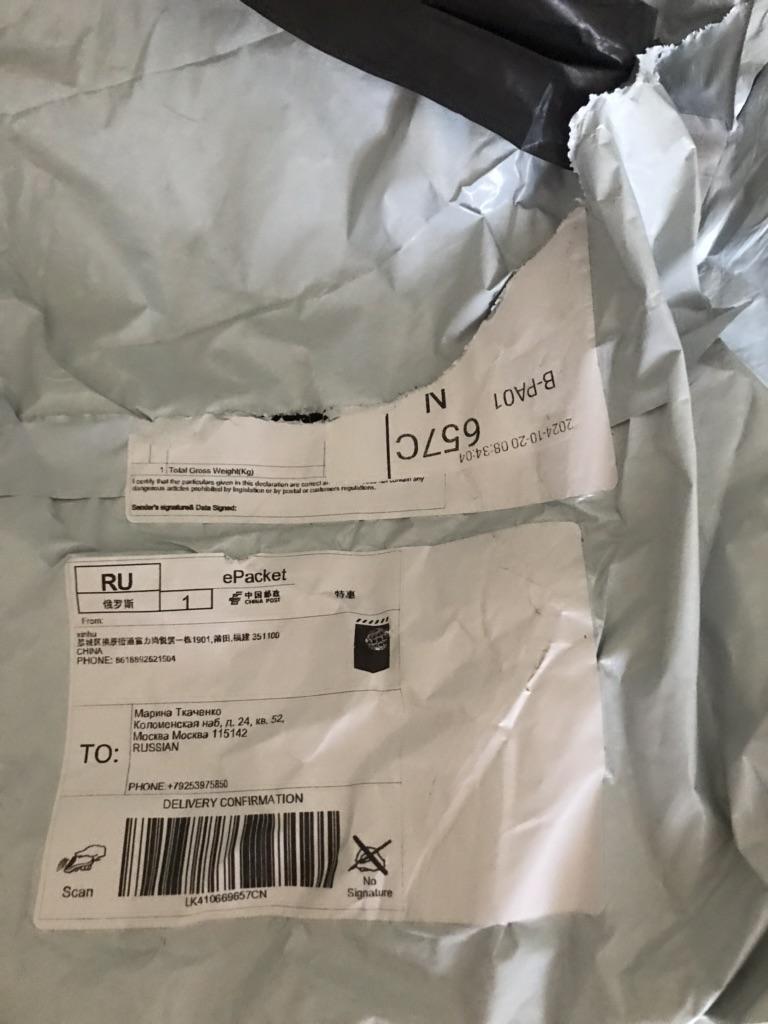 B-PA01
2024-10-20 08:34:04
N
657C
1 Total Gross Weight(Kg)
I certify that the particulars given in this declaration are correct
dangerous articles prohibited by legislation or by postal or customers regulations.
Sender's signature& Data Signed:
RU
俄罗斯
1
ePacket
中国邮政
CHINA POST
特惠
From:
xinhu
CHINA
PHONE: 8618892621504
TO:
Марина Ткаченко
Коломенская наб, д. 24, кв. 52,
Москва Москва 115142
RUSSIAN
PHONE:+79253975850
DELIVERY CONFIRMATION
Scan
LK410669657CN
No
Signature